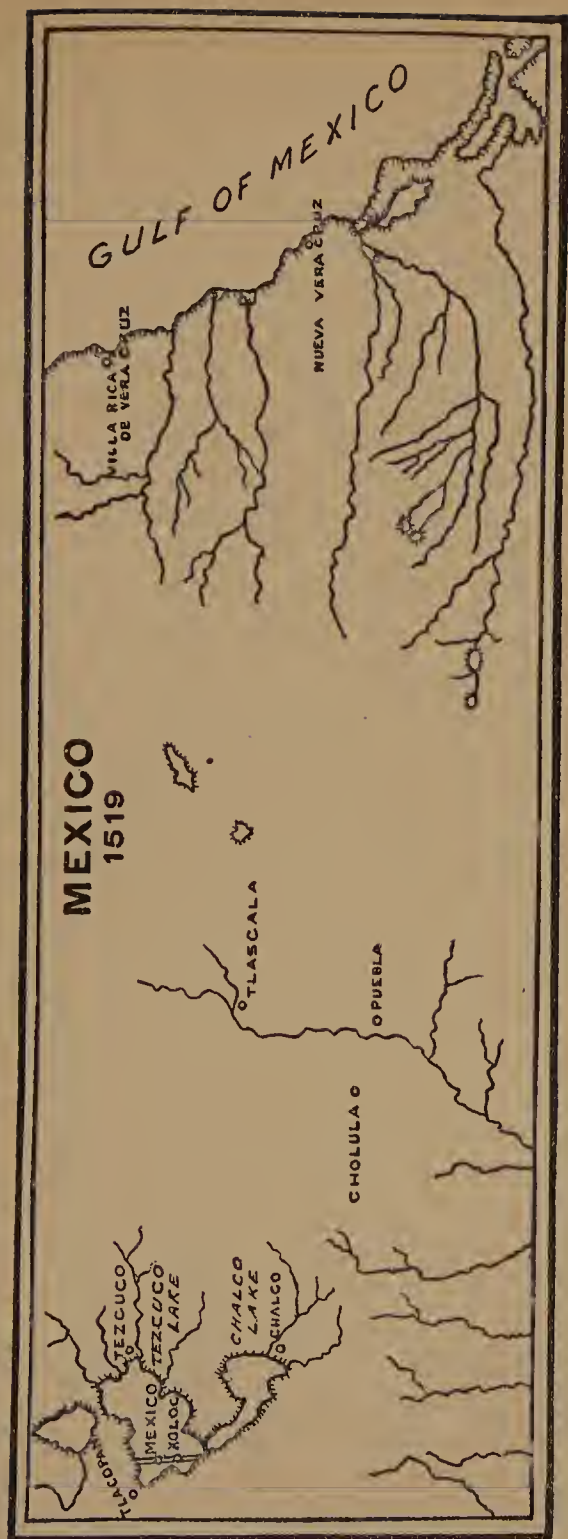 MEXICO
1519
GULF OF MEXICO
VILLA RICA
DE VERA CRUZ
NUEVA VERA CRUZ
TLASCALA
PUEBLA
CHOLULA
TEZCUCO
TEZCUCO
LAKE
CHALCO
LAKE
CHALCO
MEXICO
XOLOC
TLACOPAN